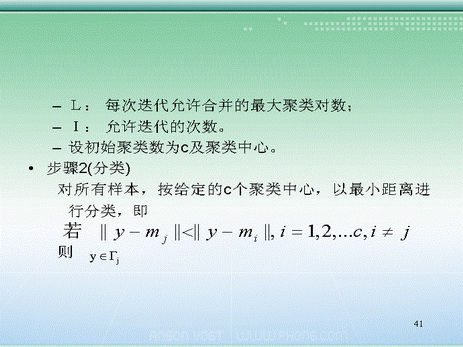 – L： 每次迭代允许合并的最大聚类对数；
– I： 允许迭代的次数。
– 设初始聚类数为c及聚类中心。
• 步骤2(分类)
对所有样本，按给定的c个聚类中心，以最小距离进
行分类，即
若 ‖ y − m_j ‖<‖ y − m_i ‖, i = 1,2,...c, i ≠ j
则 y ∈ Γ_j
41